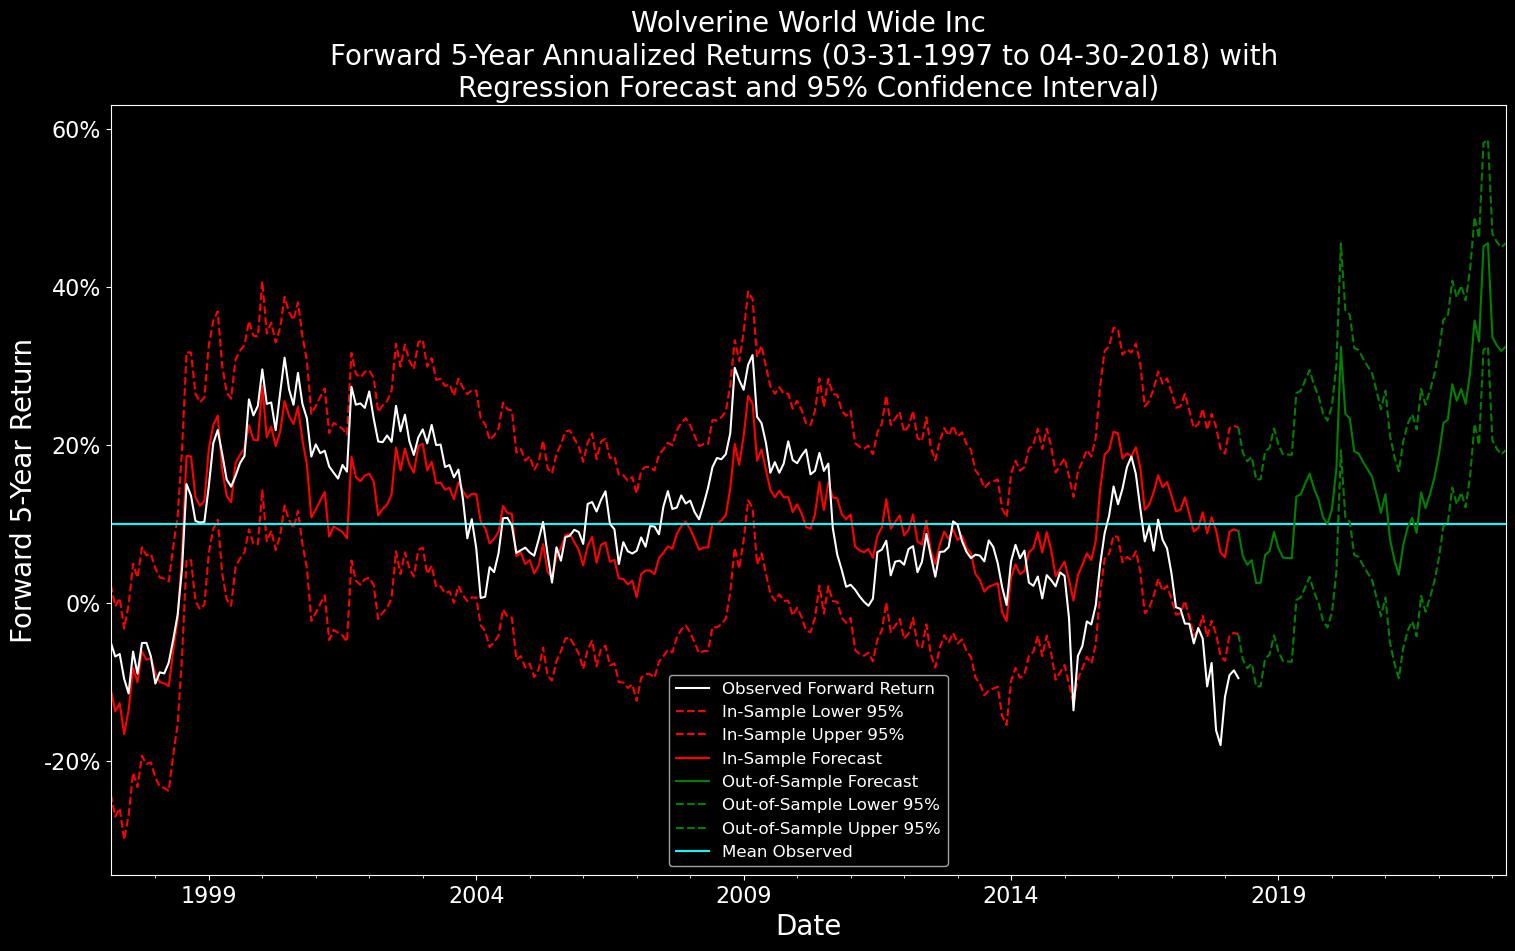 Wolverine World Wide Inc
Forward 5-Year Annualized Returns (03-31-1997 to 04-30-2018) with
Regression Forecast and 95% Confidence Interval)
Forward 5-Year Return
60%
40%
20%
0%
-20%
Observed Forward Return
In-Sample Lower 95%
In-Sample Upper 95%
In-Sample Forecast
Out-of-Sample Forecast
Out-of-Sample Lower 95%
Out-of-Sample Upper 95%
Mean Observed
1999 2004 2009 2014 2019
Date